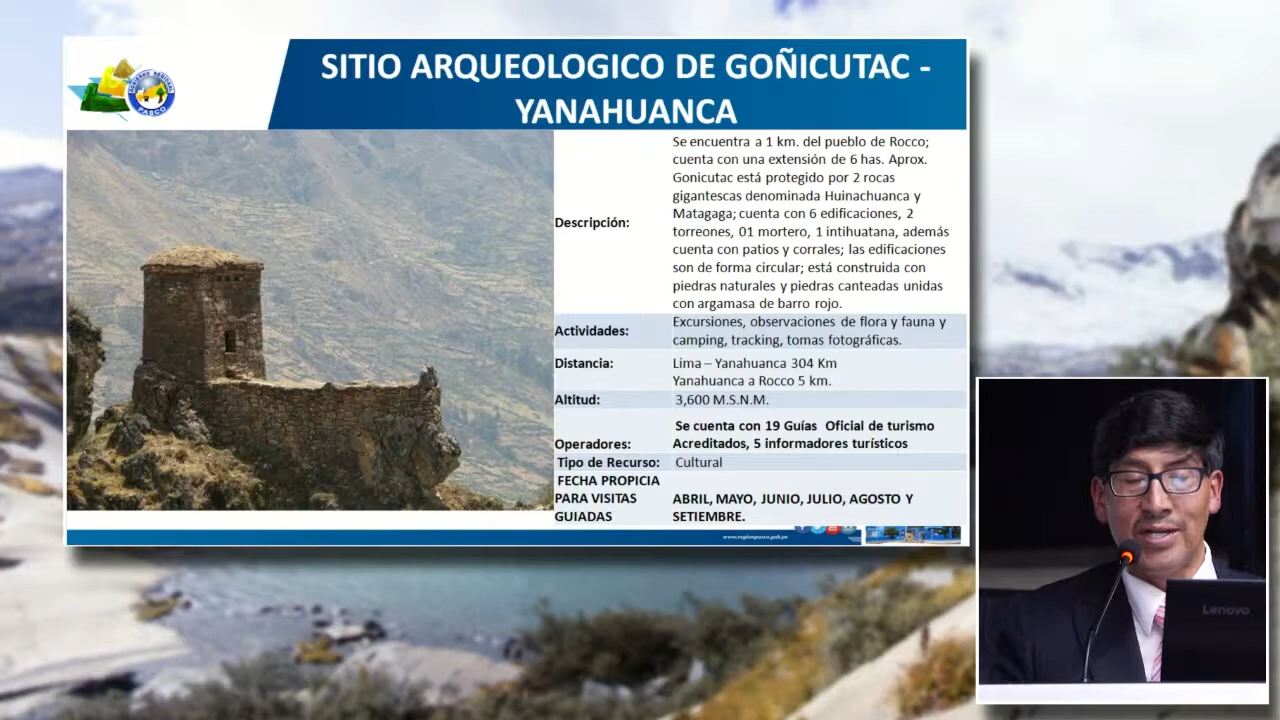 SITIO ARQUEOLOGICO DE GOÑICUTAC -
YANAHUANCA
GOBIERNO REGIONAL
PASCO
Descripción:
Se encuentra a 1 km. del pueblo de Rocco;
cuenta con una extensión de 6 has. Aprox.
Gonicutac está protegido por 2 rocas
gigantescas denominada Huinachuanca y
Matagaga; cuenta con 6 edificaciones, 2
torreones, 01 mortero, 1 intihuatana, además
cuenta con patios y corrales; las edificaciones
son de forma circular; está construida con
piedras naturales y piedras canteadas unidas
con argamasa de barro rojo.
Actividades:
Excursiones, observaciones de flora y fauna y
camping, tracking, tomas fotográficas.
Distancia:
Lima – Yanahuanca 304 Km
Yanahuanca a Rocco 5 km.
Altitud:
3,600 M.S.N.M.
Operadores:
Se cuenta con 19 Guías Oficial de turismo
Acreditados, 5 informadores turísticos
Tipo de Recurso:
Cultural
FECHA PROPICIA
PARA VISITAS
GUIADAS
ABRIL, MAYO, JUNIO, JULIO, AGOSTO Y
SETIEMBRE.
www.regionpasco.gob.pe
Lenovo